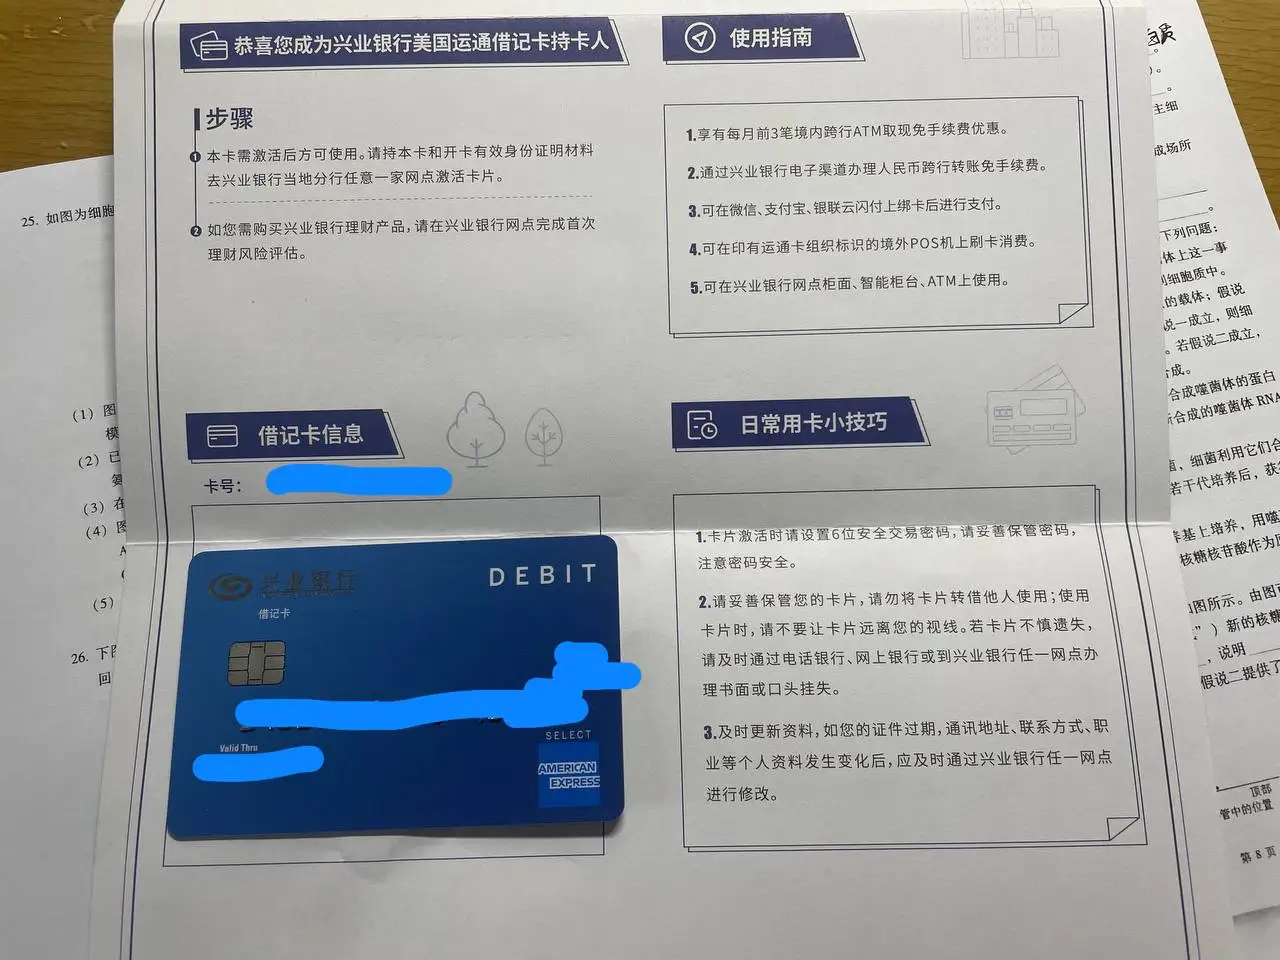 恭喜您成为兴业银行美国运通借记卡持卡人
步骤
1 本卡需激活后方可使用。请持本卡和开卡有效身份证明材料
去兴业银行当地分行任意一家网点激活卡片。
2 如您需购买兴业银行理财产品,请在兴业银行网点完成首次
理财风险评估。
使用指南
1.享有每月前3笔境内跨行ATM取现免手续费优惠。
2.通过兴业银行电子渠道办理人民币跨行转账免手续费。
3.可在微信、支付宝、银联云闪付上绑卡后进行支付。
4.可在印有运通卡组织标识的境外POS机上刷卡消费。
5.可在兴业银行网点柜面、智能柜台、ATM上使用。
借记卡信息
卡号:
兴业银行
借记卡
DEBIT
Valid Thru
SELECT
AMERICAN
EXPRESS
日常用卡小技巧
1.卡片激活时请设置6位安全交易密码,请妥善保管密码,
注意密码安全。
2.请妥善保管您的卡片,请勿将卡片转借他人使用;使用
卡片时,请不要让卡片远离您的视线。若卡片不慎遗失,
请及时通过电话银行、网上银行或到兴业银行任一网点办
理书面或口头挂失。
3.及时更新资料,如您的证件过期,通讯地址、联系方式、职
业等个人资料发生变化后,应及时通过兴业银行任一网点
进行修改。
25. 如图为细胞
(1) 图
模
(2) 已
氨
(3) 在
(4) 图
A
(5)
26. 下图
回
质
主细
成场所
下列问题:
体上这一事
细胞质中。
的载体;假说
说一成立,则细
。若假说二成立,
合成。
合成噬菌体的蛋白
新合成的噬菌体 RNA
菌,细菌利用它们合
若干代培养后,获
养基上培养,用噬
核糖核苷酸作为原
如图所示。由图
”)新的核糖
,说明
假说二提供了
顶部
管中的位置
第 8 页